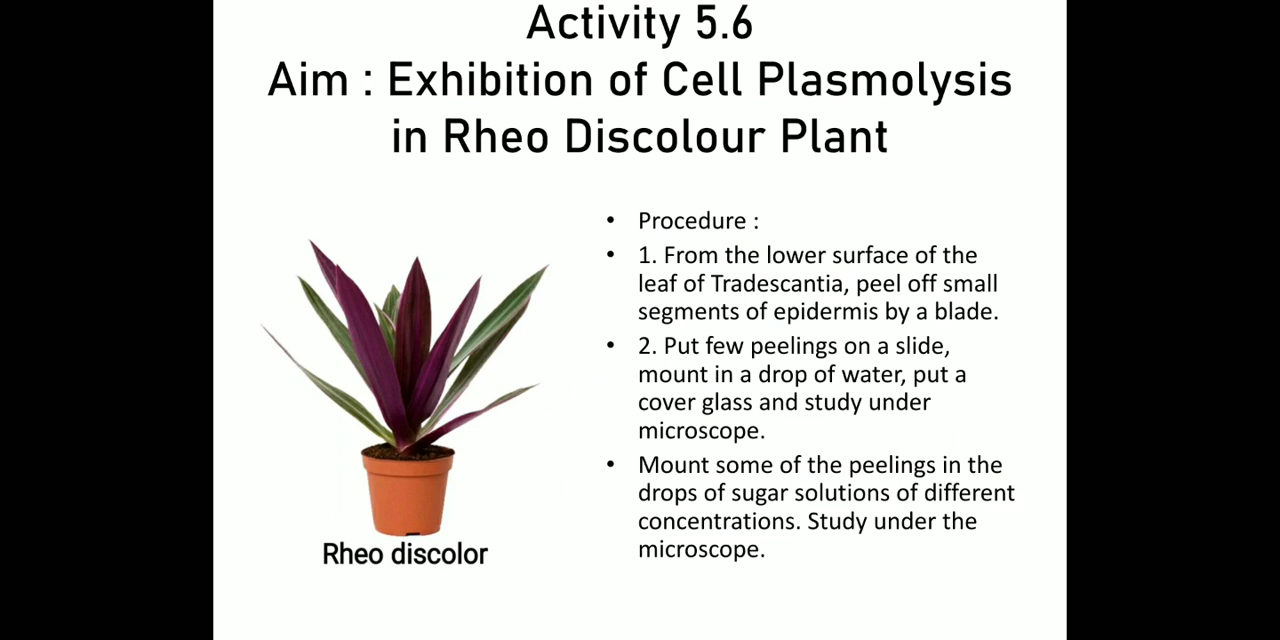 Activity 5.6
Aim : Exhibition of Cell Plasmolysis
in Rheo Discolour Plant
• Procedure :
• 1. From the lower surface of the
leaf of Tradescantia, peel off small
segments of epidermis by a blade.
• 2. Put few peelings on a slide,
mount in a drop of water, put a
cover glass and study under
microscope.
• Mount some of the peelings in the
drops of sugar solutions of different
concentrations. Study under the
microscope.
Rheo discolor